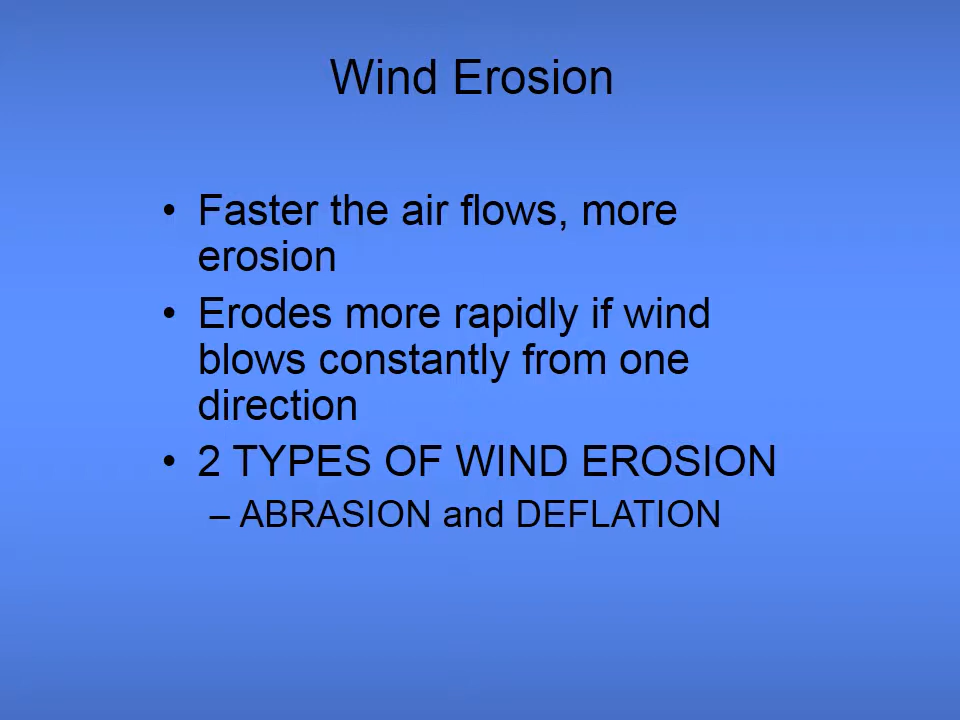 Wind Erosion
• Faster the air flows, more
erosion
• Erodes more rapidly if wind
blows constantly from one
direction
• 2 TYPES OF WIND EROSION
– ABRASION and DEFLATION